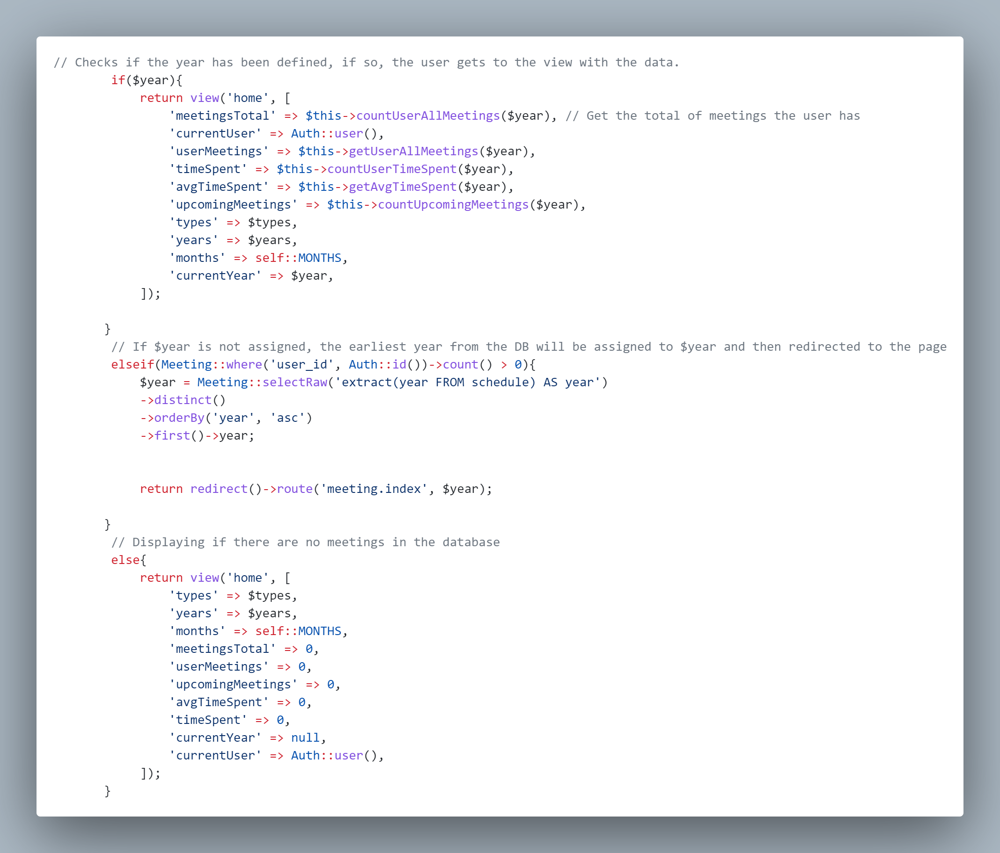 // Checks if the year has been defined, if so, the user gets to the view with the data.
if($year){
return view('home', [
'meetingsTotal' => $this->countUserAllMeetings($year), // Get the total of meetings the user has
'currentUser' => Auth::user(),
'userMeetings' => $this->getUserAllMeetings($year),
'timeSpent' => $this->countUserTimeSpent($year),
'avgTimeSpent' => $this->getAvgTimeSpent($year),
'upcomingMeetings' => $this->countUpcomingMeetings($year),
'types' => $types,
'years' => $years,
'months' => self::MONTHS,
'currentYear' => $year,
]);
}
// If $year is not assigned, the earliest year from the DB will be assigned to $year and then redirected to the page
elseif(Meeting::where('user_id', Auth::id())->count() > 0){
$year = Meeting::selectRaw('extract(year FROM schedule) AS year')
->distinct()
->orderBy('year', 'asc')
->first()->year;
return redirect()->route('meeting.index', $year);
}
// Displaying if there are no meetings in the database
else{
return view('home', [
'types' => $types,
'years' => $years,
'months' => self::MONTHS,
'meetingsTotal' => 0,
'userMeetings' => 0,
'upcomingMeetings' => 0,
'avgTimeSpent' => 0,
'timeSpent' => 0,
'currentYear' => null,
'currentUser' => Auth::user(),
]);
}